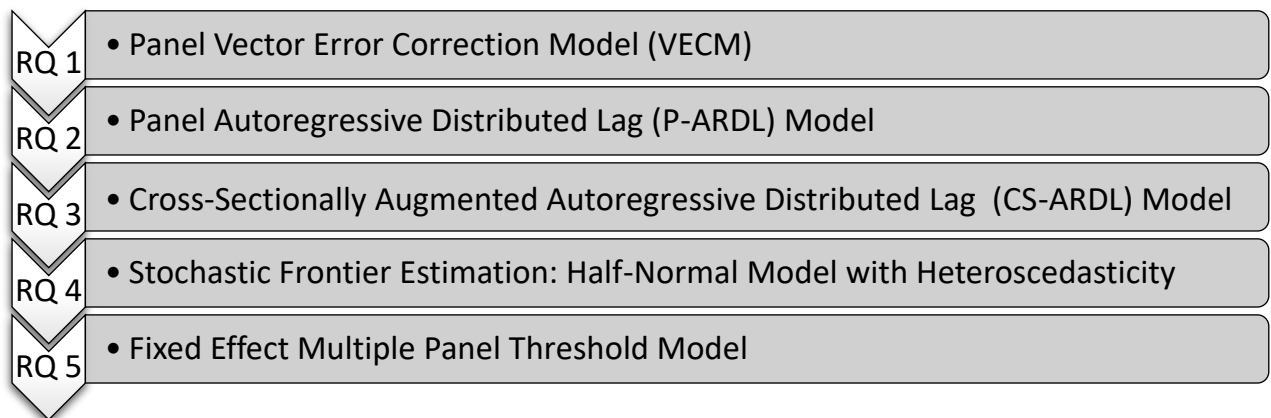 RQ 1
• Panel Vector Error Correction Model (VECM)
RQ 2
• Panel Autoregressive Distributed Lag (P-ARDL) Model
RQ 3
• Cross-Sectionally Augmented Autoregressive Distributed Lag (CS-ARDL) Model
RQ 4
• Stochastic Frontier Estimation: Half-Normal Model with Heteroscedasticity
RQ 5
• Fixed Effect Multiple Panel Threshold Model